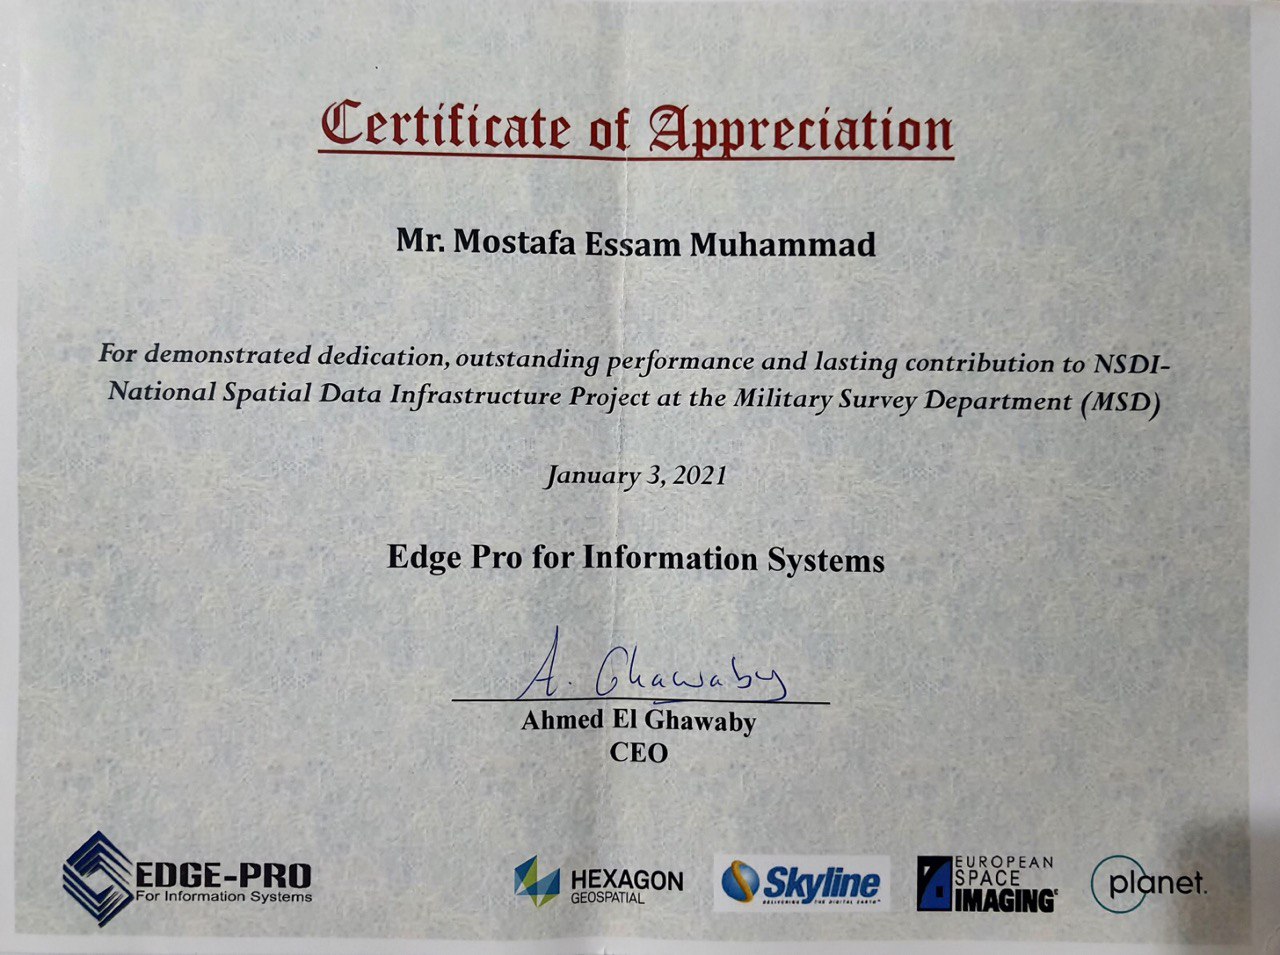 Certificate of Appreciation
Mr. Mostafa Essam Muhammad
For demonstrated dedication, outstanding performance and lasting contribution to NSDI-
National Spatial Data Infrastructure Project at the Military Survey Department (MSD)
January 3, 2021
Edge Pro for Information Systems
A. Ghawaby
Ahmed El Ghawaby
CEO
EDGE-PRO
For Information Systems
HEXAGON
GEOSPATIAL
Skyline
DELIVERING THE DIGITAL EARTH™
EUROPEAN
SPACE
IMAGING
planet.